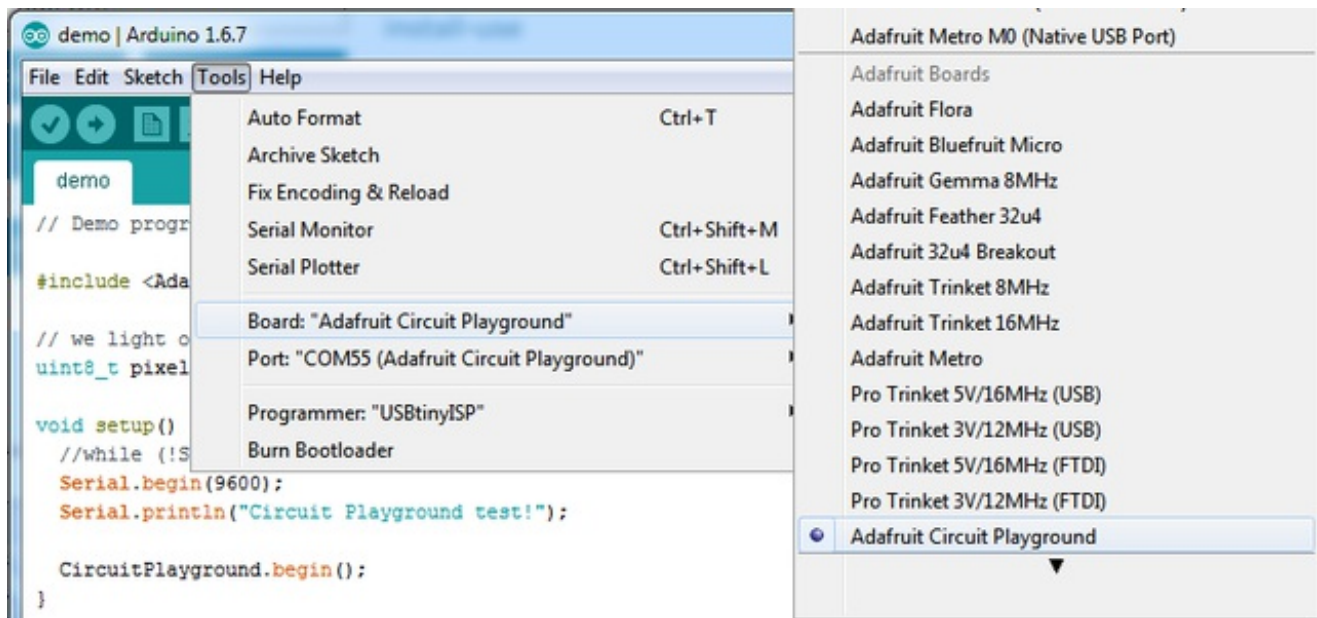 demo | Arduino 1.6.7
File Edit Sketch Tools Help
demo
Auto Format Ctrl+T
Archive Sketch
Fix Encoding & Reload
Serial Monitor Ctrl+Shift+M
Serial Plotter Ctrl+Shift+L
Board: "Adafruit Circuit Playground"
Port: "COM55 (Adafruit Circuit Playground)"
Programmer: "USBtinyISP"
Burn Bootloader
// Demo progr
#include <Ada
// we light o
uint8_t pixel
void setup()
//while (!S
Serial.begin(9600);
Serial.println("Circuit Playground test!");
CircuitPlayground.begin();
}
Adafruit Metro M0 (Native USB Port)
Adafruit Boards
Adafruit Flora
Adafruit Bluefruit Micro
Adafruit Gemma 8MHz
Adafruit Feather 32u4
Adafruit 32u4 Breakout
Adafruit Trinket 8MHz
Adafruit Trinket 16MHz
Adafruit Metro
Pro Trinket 5V/16MHz (USB)
Pro Trinket 3V/12MHz (USB)
Pro Trinket 5V/16MHz (FTDI)
Pro Trinket 3V/12MHz (FTDI)
Adafruit Circuit Playground